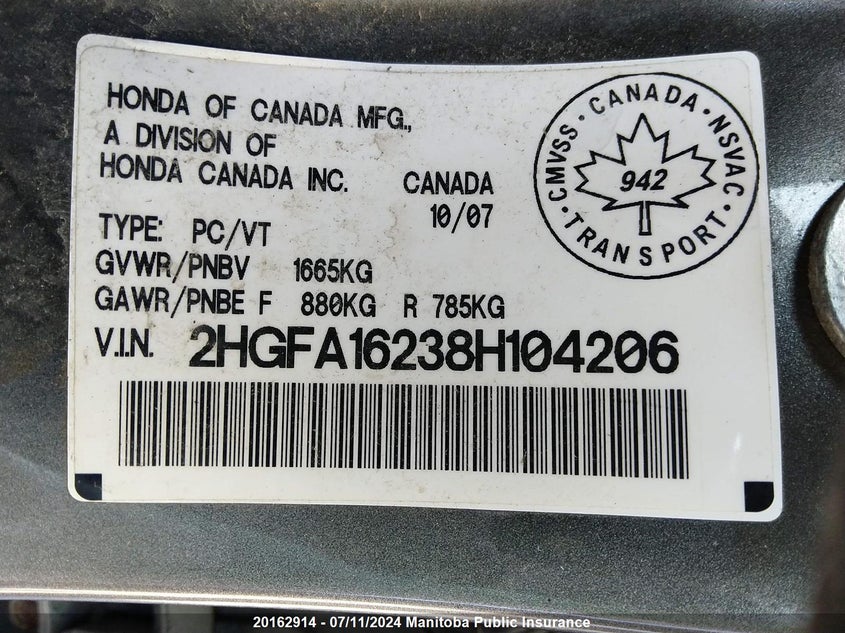 HONDA OF CANADA MFG.,
A DIVISION OF
HONDA CANADA INC. CANADA
10/07
TYPE: PC/VT
GVWR/PNBV 1665KG
GAWR/PNBE F 880KG R 785KG
V.I.N. 2HGFA16238H104206
CMVSS · CANADA · NSVAC · TRANSPORT ·
942
20162914 - 07/11/2024 Manitoba Public Insurance